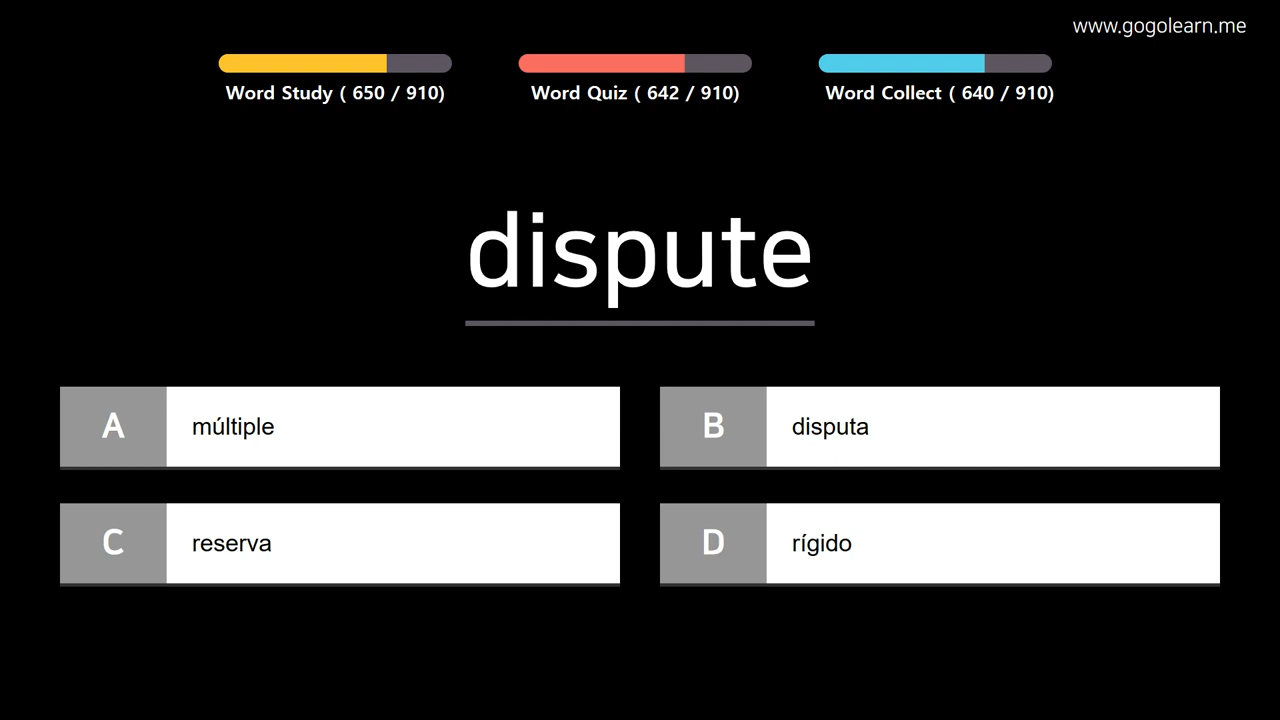 www.gogolearn.me
Word Study ( 650 / 910)
Word Quiz ( 642 / 910)
Word Collect ( 640 / 910)
dispute
A múltiple
B disputa
C reserva
D rígido